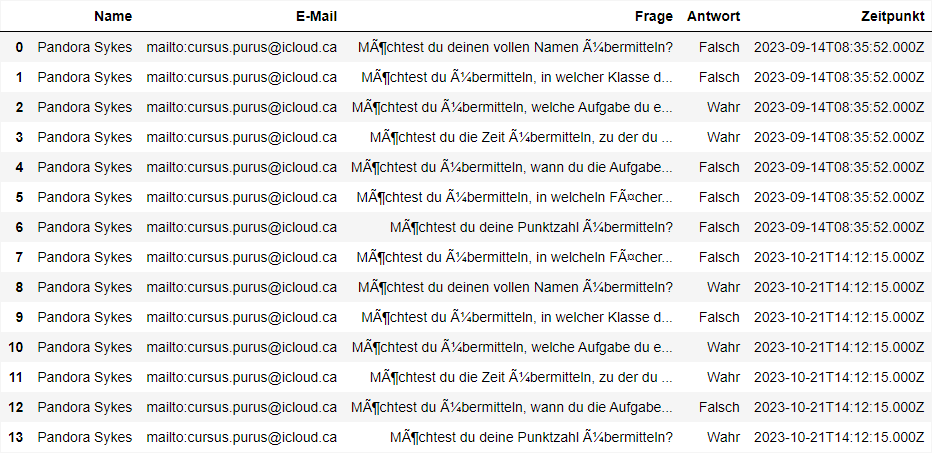 Name E-Mail Frage Antwort Zeitpunkt
0 Pandora Sykes mailto:cursus.purus@icloud.ca MÃ¶chtest du deinen vollen Namen Ã¼bermitteln? Falsch 2023-09-14T08:35:52.000Z
1 Pandora Sykes mailto:cursus.purus@icloud.ca MÃ¶chtest du Ã¼bermitteln, in welcher Klasse d... Falsch 2023-09-14T08:35:52.000Z
2 Pandora Sykes mailto:cursus.purus@icloud.ca MÃ¶chtest du Ã¼bermitteln, welche Aufgabe du e... Wahr 2023-09-14T08:35:52.000Z
3 Pandora Sykes mailto:cursus.purus@icloud.ca MÃ¶chtest du die Zeit Ã¼bermitteln, zu der du ... Wahr 2023-09-14T08:35:52.000Z
4 Pandora Sykes mailto:cursus.purus@icloud.ca MÃ¶chtest du Ã¼bermitteln, wann du die Aufgabe... Falsch 2023-09-14T08:35:52.000Z
5 Pandora Sykes mailto:cursus.purus@icloud.ca MÃ¶chtest du Ã¼bermitteln, in welcheln FÃ¤cher... Falsch 2023-09-14T08:35:52.000Z
6 Pandora Sykes mailto:cursus.purus@icloud.ca MÃ¶chtest du deine Punktzahl Ã¼bermitteln? Falsch 2023-09-14T08:35:52.000Z
7 Pandora Sykes mailto:cursus.purus@icloud.ca MÃ¶chtest du Ã¼bermitteln, in welcheln FÃ¤cher... Falsch 2023-10-21T14:12:15.000Z
8 Pandora Sykes mailto:cursus.purus@icloud.ca MÃ¶chtest du deinen vollen Namen Ã¼bermitteln? Wahr 2023-10-21T14:12:15.000Z
9 Pandora Sykes mailto:cursus.purus@icloud.ca MÃ¶chtest du Ã¼bermitteln, in welcher Klasse d... Falsch 2023-10-21T14:12:15.000Z
10 Pandora Sykes mailto:cursus.purus@icloud.ca MÃ¶chtest du Ã¼bermitteln, welche Aufgabe du e... Wahr 2023-10-21T14:12:15.000Z
11 Pandora Sykes mailto:cursus.purus@icloud.ca MÃ¶chtest du die Zeit Ã¼bermitteln, zu der du ... Wahr 2023-10-21T14:12:15.000Z
12 Pandora Sykes mailto:cursus.purus@icloud.ca MÃ¶chtest du Ã¼bermitteln, wann du die Aufgabe... Falsch 2023-10-21T14:12:15.000Z
13 Pandora Sykes mailto:cursus.purus@icloud.ca MÃ¶chtest du deine Punktzahl Ã¼bermitteln? Wahr 2023-10-21T14:12:15.000Z